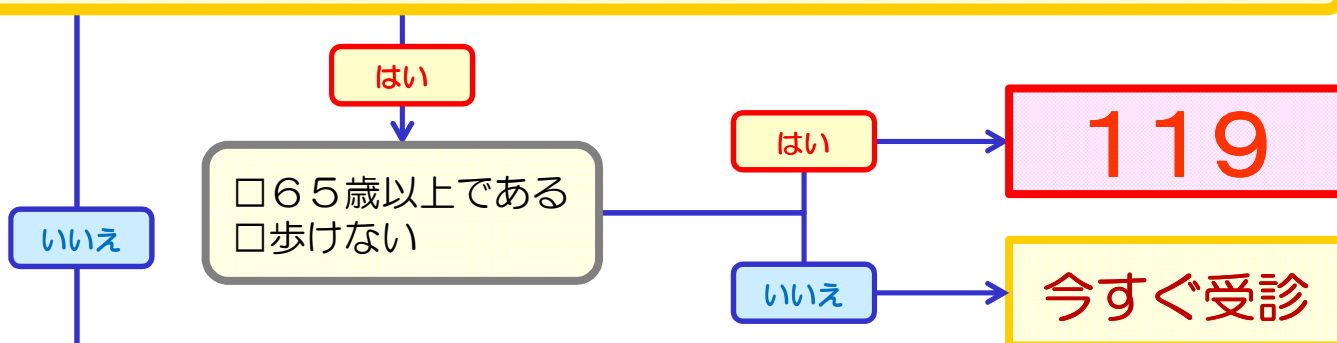 はい
はい
119
□65歳以上である
□歩けない
いいえ
いいえ
今すぐ受診